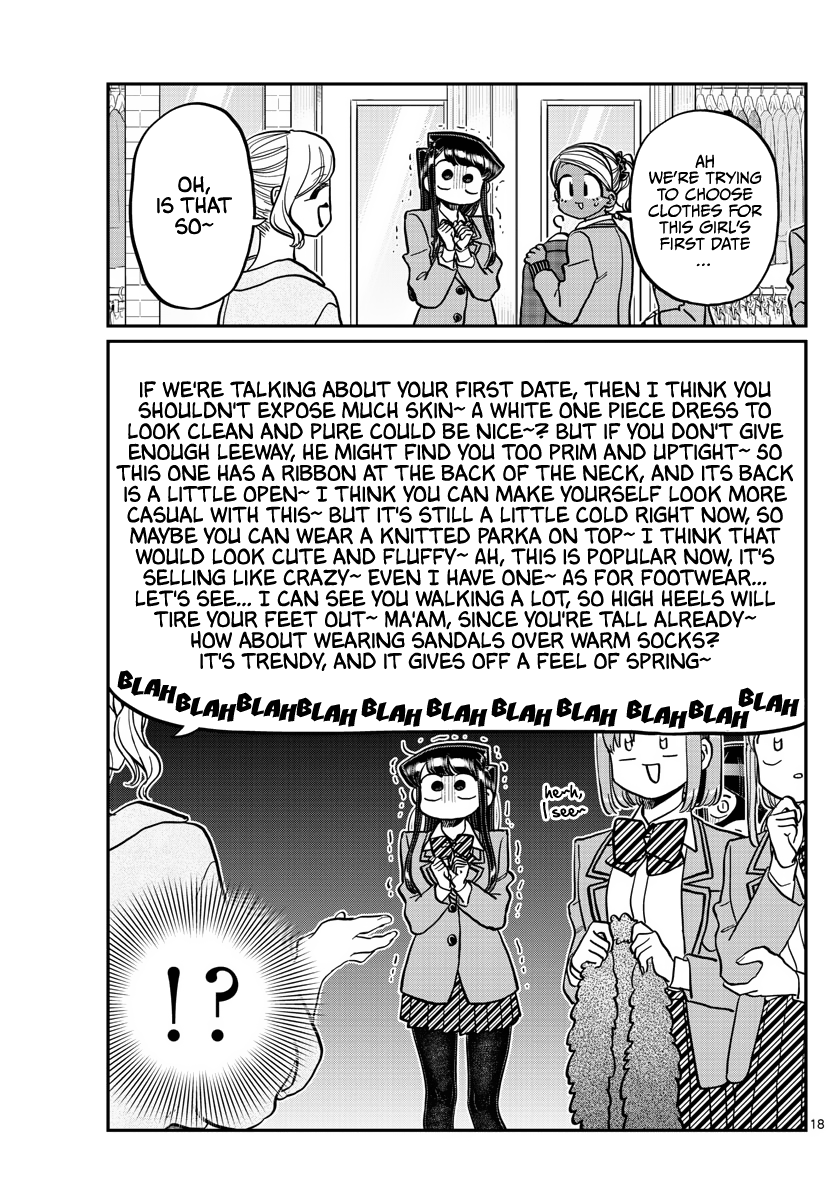 AH
WE'RE TRYING
TO CHOOSE
CLOTHES FOR
THIS GIRL'S
FIRST DATE
...
OH,
IS THAT
SO~
IF WE'RE TALKING ABOUT YOUR FIRST DATE, THEN I THINK YOU
SHOULDN'T EXPOSE MUCH SKIN~ A WHITE ONE PIECE DRESS TO
LOOK CLEAN AND PURE COULD BE NICE~? BUT IF YOU DON'T GIVE
ENOUGH LEEWAY, HE MIGHT FIND YOU TOO PRIM AND UPTIGHT~ SO
THIS ONE HAS A RIBBON AT THE BACK OF THE NECK, AND ITS BACK
IS A LITTLE OPEN~ I THINK YOU CAN MAKE YOURSELF LOOK MORE
CASUAL WITH THIS~ BUT IT'S STILL A LITTLE COLD RIGHT NOW, SO
MAYBE YOU CAN WEAR A KNITTED PARKA ON TOP~ I THINK THAT
WOULD LOOK CUTE AND FLUFFY~ AH, THIS IS POPULAR NOW, IT'S
SELLING LIKE CRAZY~ EVEN I HAVE ONE~ AS FOR FOOTWEAR...
LET'S SEE... I CAN SEE YOU WALKING A LOT, SO HIGH HEELS WILL
TIRE YOUR FEET OUT~ MA'AM, SINCE YOU'RE TALL ALREADY~
HOW ABOUT WEARING SANDALS OVER WARM SOCKS?
IT'S TRENDY, AND IT GIVES OFF A FEEL OF SPRING~
BLAH BLAH BLAH BLAH BLAH BLAH BLAH BLAH BLAH BLAH BLAH
he~h,
I see~
!?
18